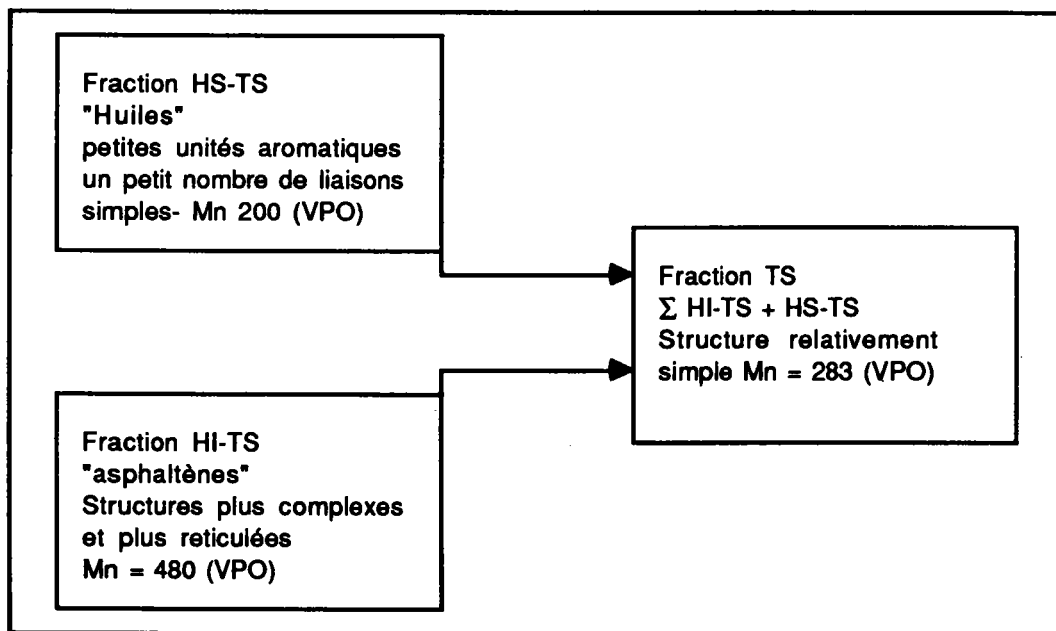 Fraction HS-TS
"Huiles"
petites unités aromatiques
un petit nombre de liaisons
simples- Mn 200 (VPO)
Fraction TS
Σ HI-TS + HS-TS
Structure relativement
simple Mn = 283 (VPO)
Fraction HI-TS
"asphaltènes"
Structures plus complexes
et plus reticulées
Mn = 480 (VPO)